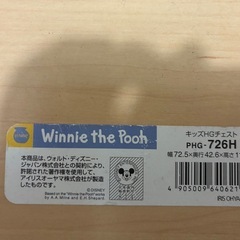 Winnie the Pooh
キッズHGチェスト
PHG-726H
幅72.5×奥行42.6×高さ1
本商品は、ウォルト・ディズニー・
ジャパン株式会社との契約により、
許諾された著作権を使用して、
アイリスオーヤマ株式会社が製造
したものです。
© DISNEY
Based on the "Winnie the Pooh" works
by A.A. Milne and E.H. Shepard.
4 905009 640621